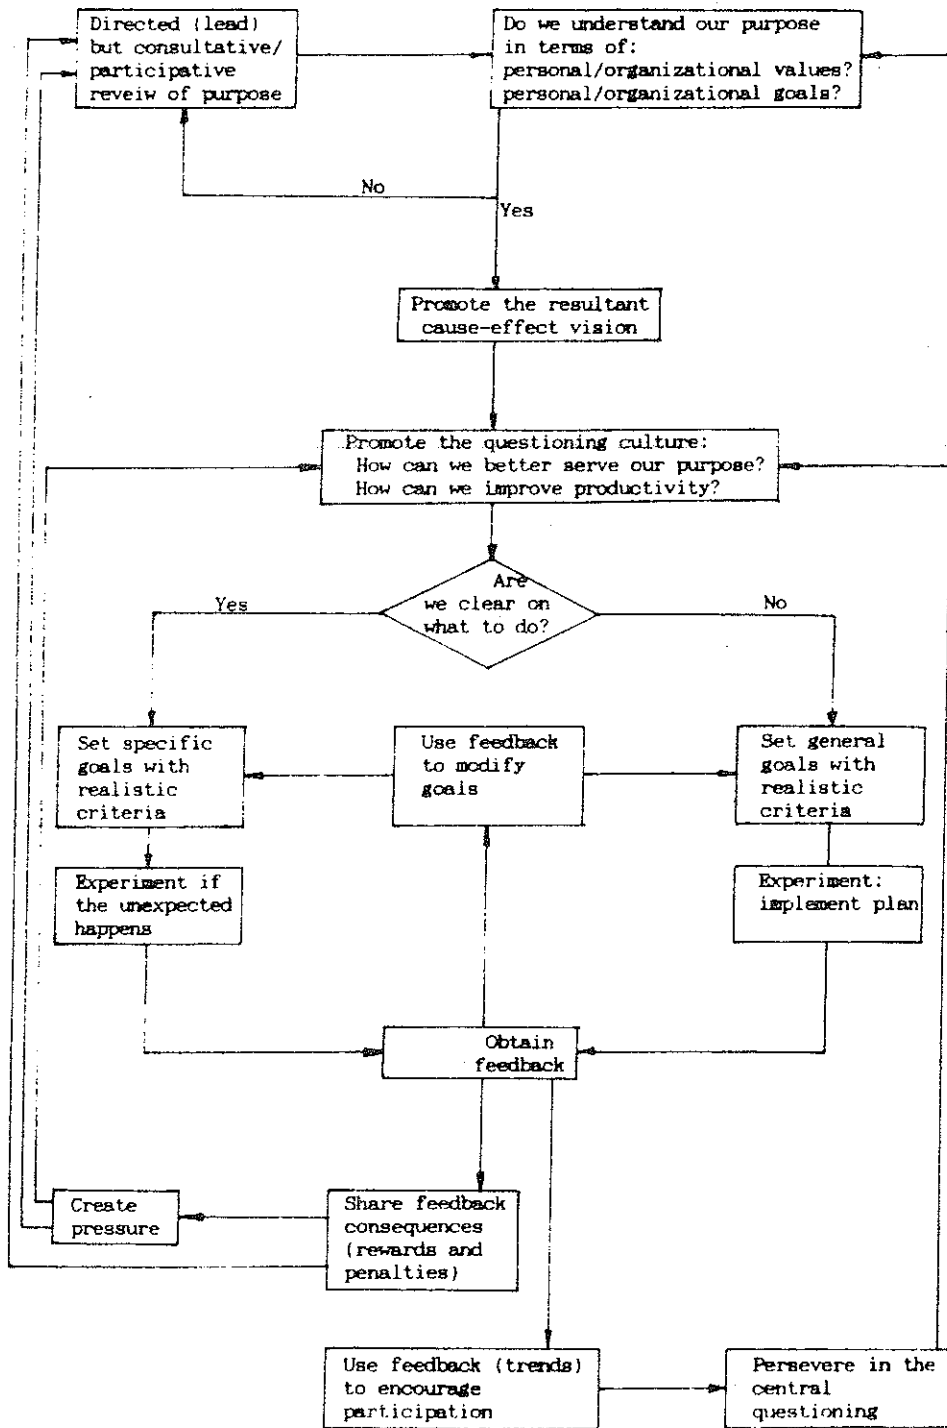 Directed (lead)
but consultative/
participative
reveiw of purpose
Do we understand our purpose
in terms of:
personal/organizational values?
personal/organizational goals?
No
Yes
Promote the resultant
cause-effect vision
Promote the questioning culture:
How can we better serve our purpose?
How can we improve productivity?
Are
we clear on
what to do?
Yes
No
Set specific
goals with
realistic
criteria
Use feedback
to modify
goals
Set general
goals with
realistic
criteria
Experiment if
the unexpected
happens
Experiment:
implement plan
Obtain
feedback
Create
pressure
Share feedback
consequences
(rewards and
penalties)
Use feedback (trends)
to encourage
participation
Persevere in the
central
questioning